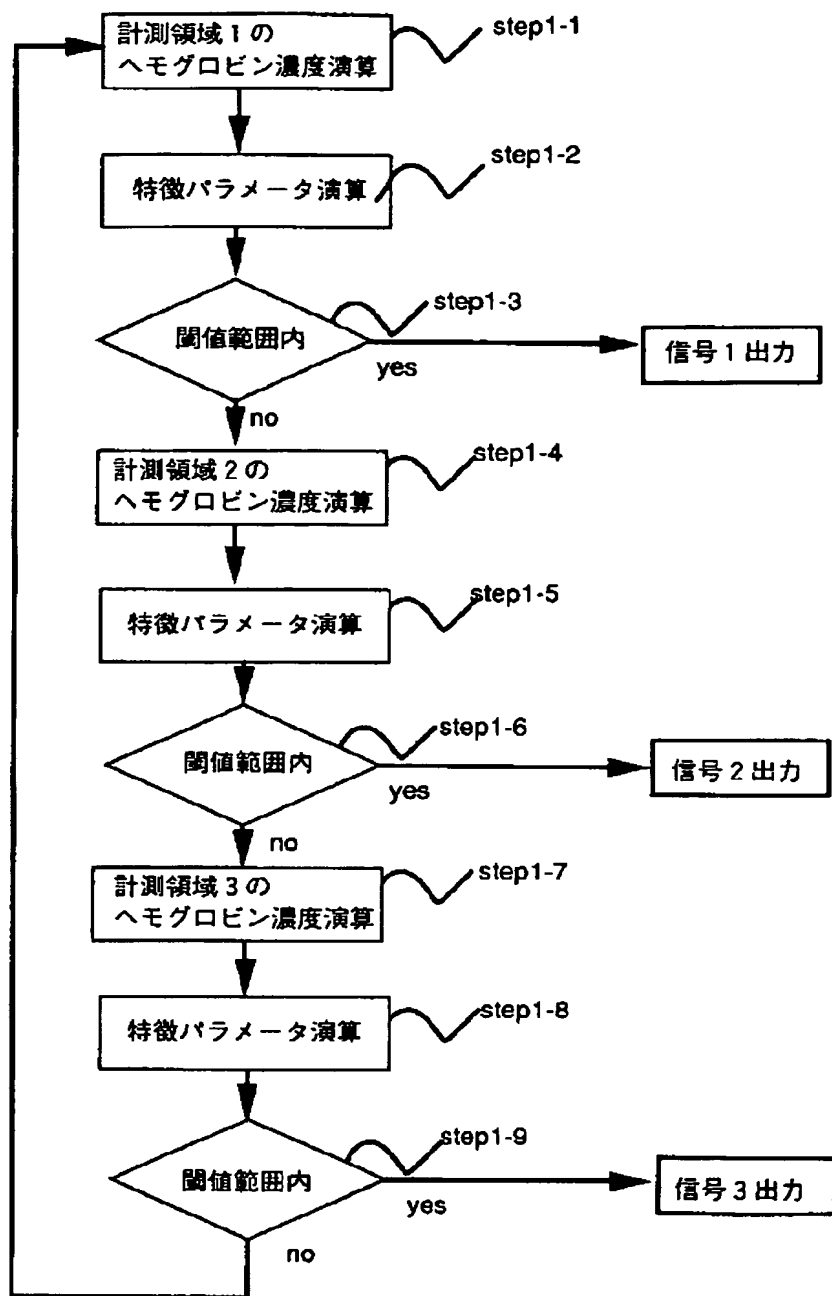 計測領域1の
ヘモグロビン濃度演算
step1-1
特徴パラメータ演算
step1-2
閾値範囲内
step1-3
yes
信号1出力
no
計測領域2の
ヘモグロビン濃度演算
step1-4
特徴パラメータ演算
step1-5
閾値範囲内
step1-6
yes
信号2出力
no
計測領域3の
ヘモグロビン濃度演算
step1-7
特徴パラメータ演算
step1-8
閾値範囲内
step1-9
yes
信号3出力
no